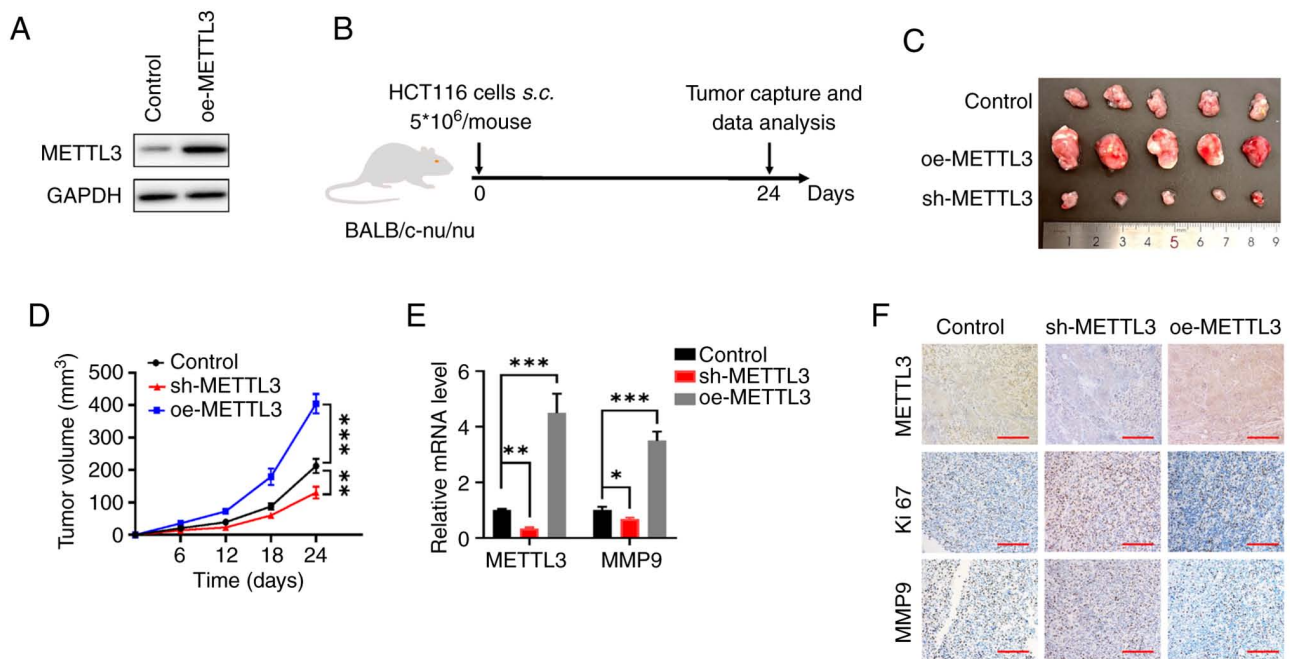 A
Control
oe-METTL3
METTL3
GAPDH
B
HCT116 cells s.c.
5*10⁶/mouse
Tumor capture and
data analysis
0
24
Days
BALB/c-nu/nu
C
Control
oe-METTL3
sh-METTL3
1 2 3 4 5 6 7 8 9
D
Control
sh-METTL3
oe-METTL3
Tumor volume (mm³)
500
400
300
200
100
0
6 12 18 24
Time (days)
***
**
E
Control
sh-METTL3
oe-METTL3
Relative mRNA level
6
4
2
0
***
**
***
*
METTL3 MMP9
F
Control sh-METTL3 oe-METTL3
METTL3
Ki 67
MMP9